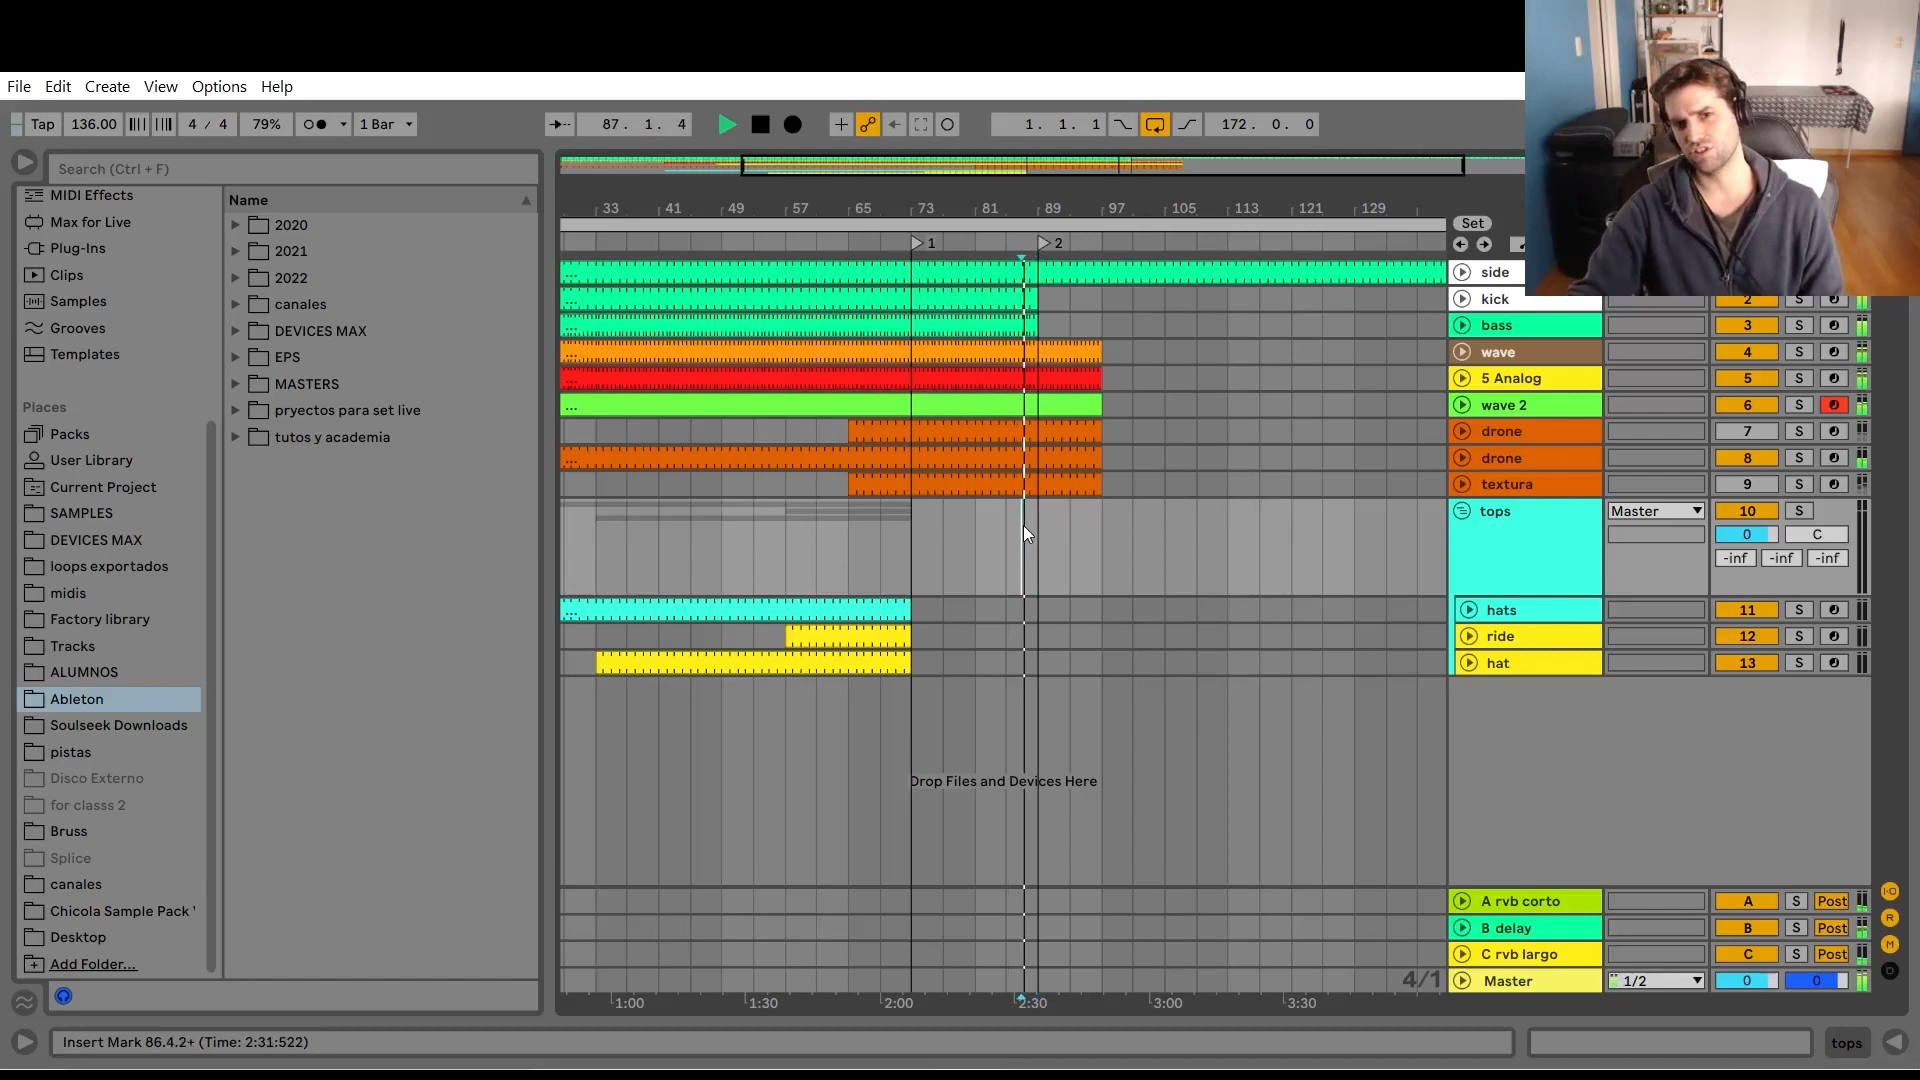 File Edit Create View Options Help
Tap 136.00 4 / 4 79% 1 Bar 87. 1. 4 1. 1. 1 172. 0. 0
Search (Ctrl + F)
MIDI Effects
Max for Live
Plug-Ins
Clips
Samples
Grooves
Templates
Places
Packs
User Library
Current Project
SAMPLES
DEVICES MAX
loops exportados
midis
Factory library
Tracks
ALUMNOS
Ableton
Soulseek Downloads
pistas
Disco Externo
for classs 2
Bruss
Splice
canales
Chicola Sample Pack
Desktop
Add Folder...
Name
2020
2021
2022
canales
DEVICES MAX
EPS
MASTERS
pryectos para set live
tutos y academia
33 41 49 57 65 73 81 89 97 105 113 121 129
Set
1 2
side
kick 2 S
bass 3 S
wave 4 S
5 Analog 5 S
wave 2 6 S
drone 7 S
drone 8 S
textura 9 S
tops Master 10 S
0 C
-inf -inf -inf
hats 11 S
ride 12 S
hat 13 S
Drop Files and Devices Here
A rvb corto A S Post
B delay B S Post
C rvb largo C S Post
4/1 Master 1/2 0 0
1:00 1:30 2:00 2:30 3:00 3:30
I·O
R
M
D
Insert Mark 86.4.2+ (Time: 2:31:522)
tops